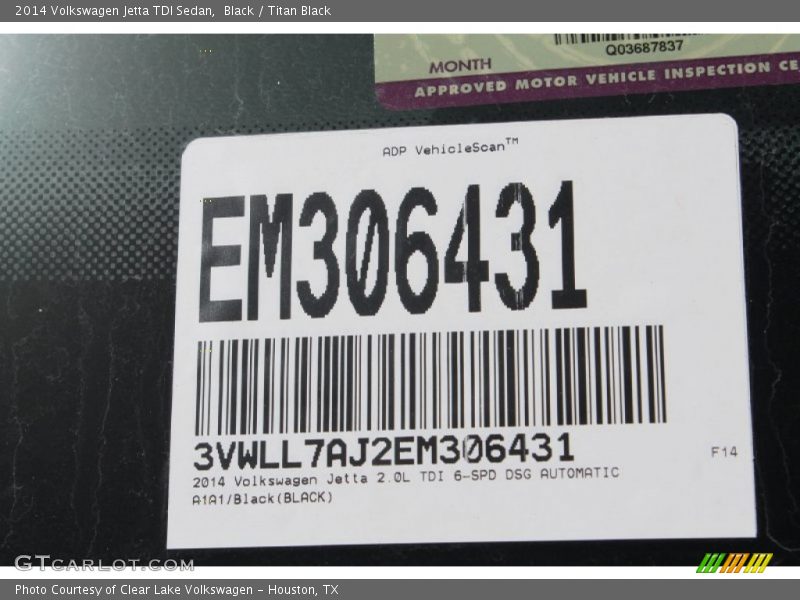 2014 Volkswagen Jetta TDI Sedan,  Black / Titan Black
Q03687837
MONTH
APPROVED MOTOR VEHICLE INSPECTION CE
ADP VehicleScan™
EM306431
3VWLL7AJ2EM306431
F14
2014 Volkswagen Jetta 2.0L TDI 6-SPD DSG AUTOMATIC
A1A1/Black(BLACK)
GTCARLOT.COM
Photo Courtesy of Clear Lake Volkswagen – Houston, TX